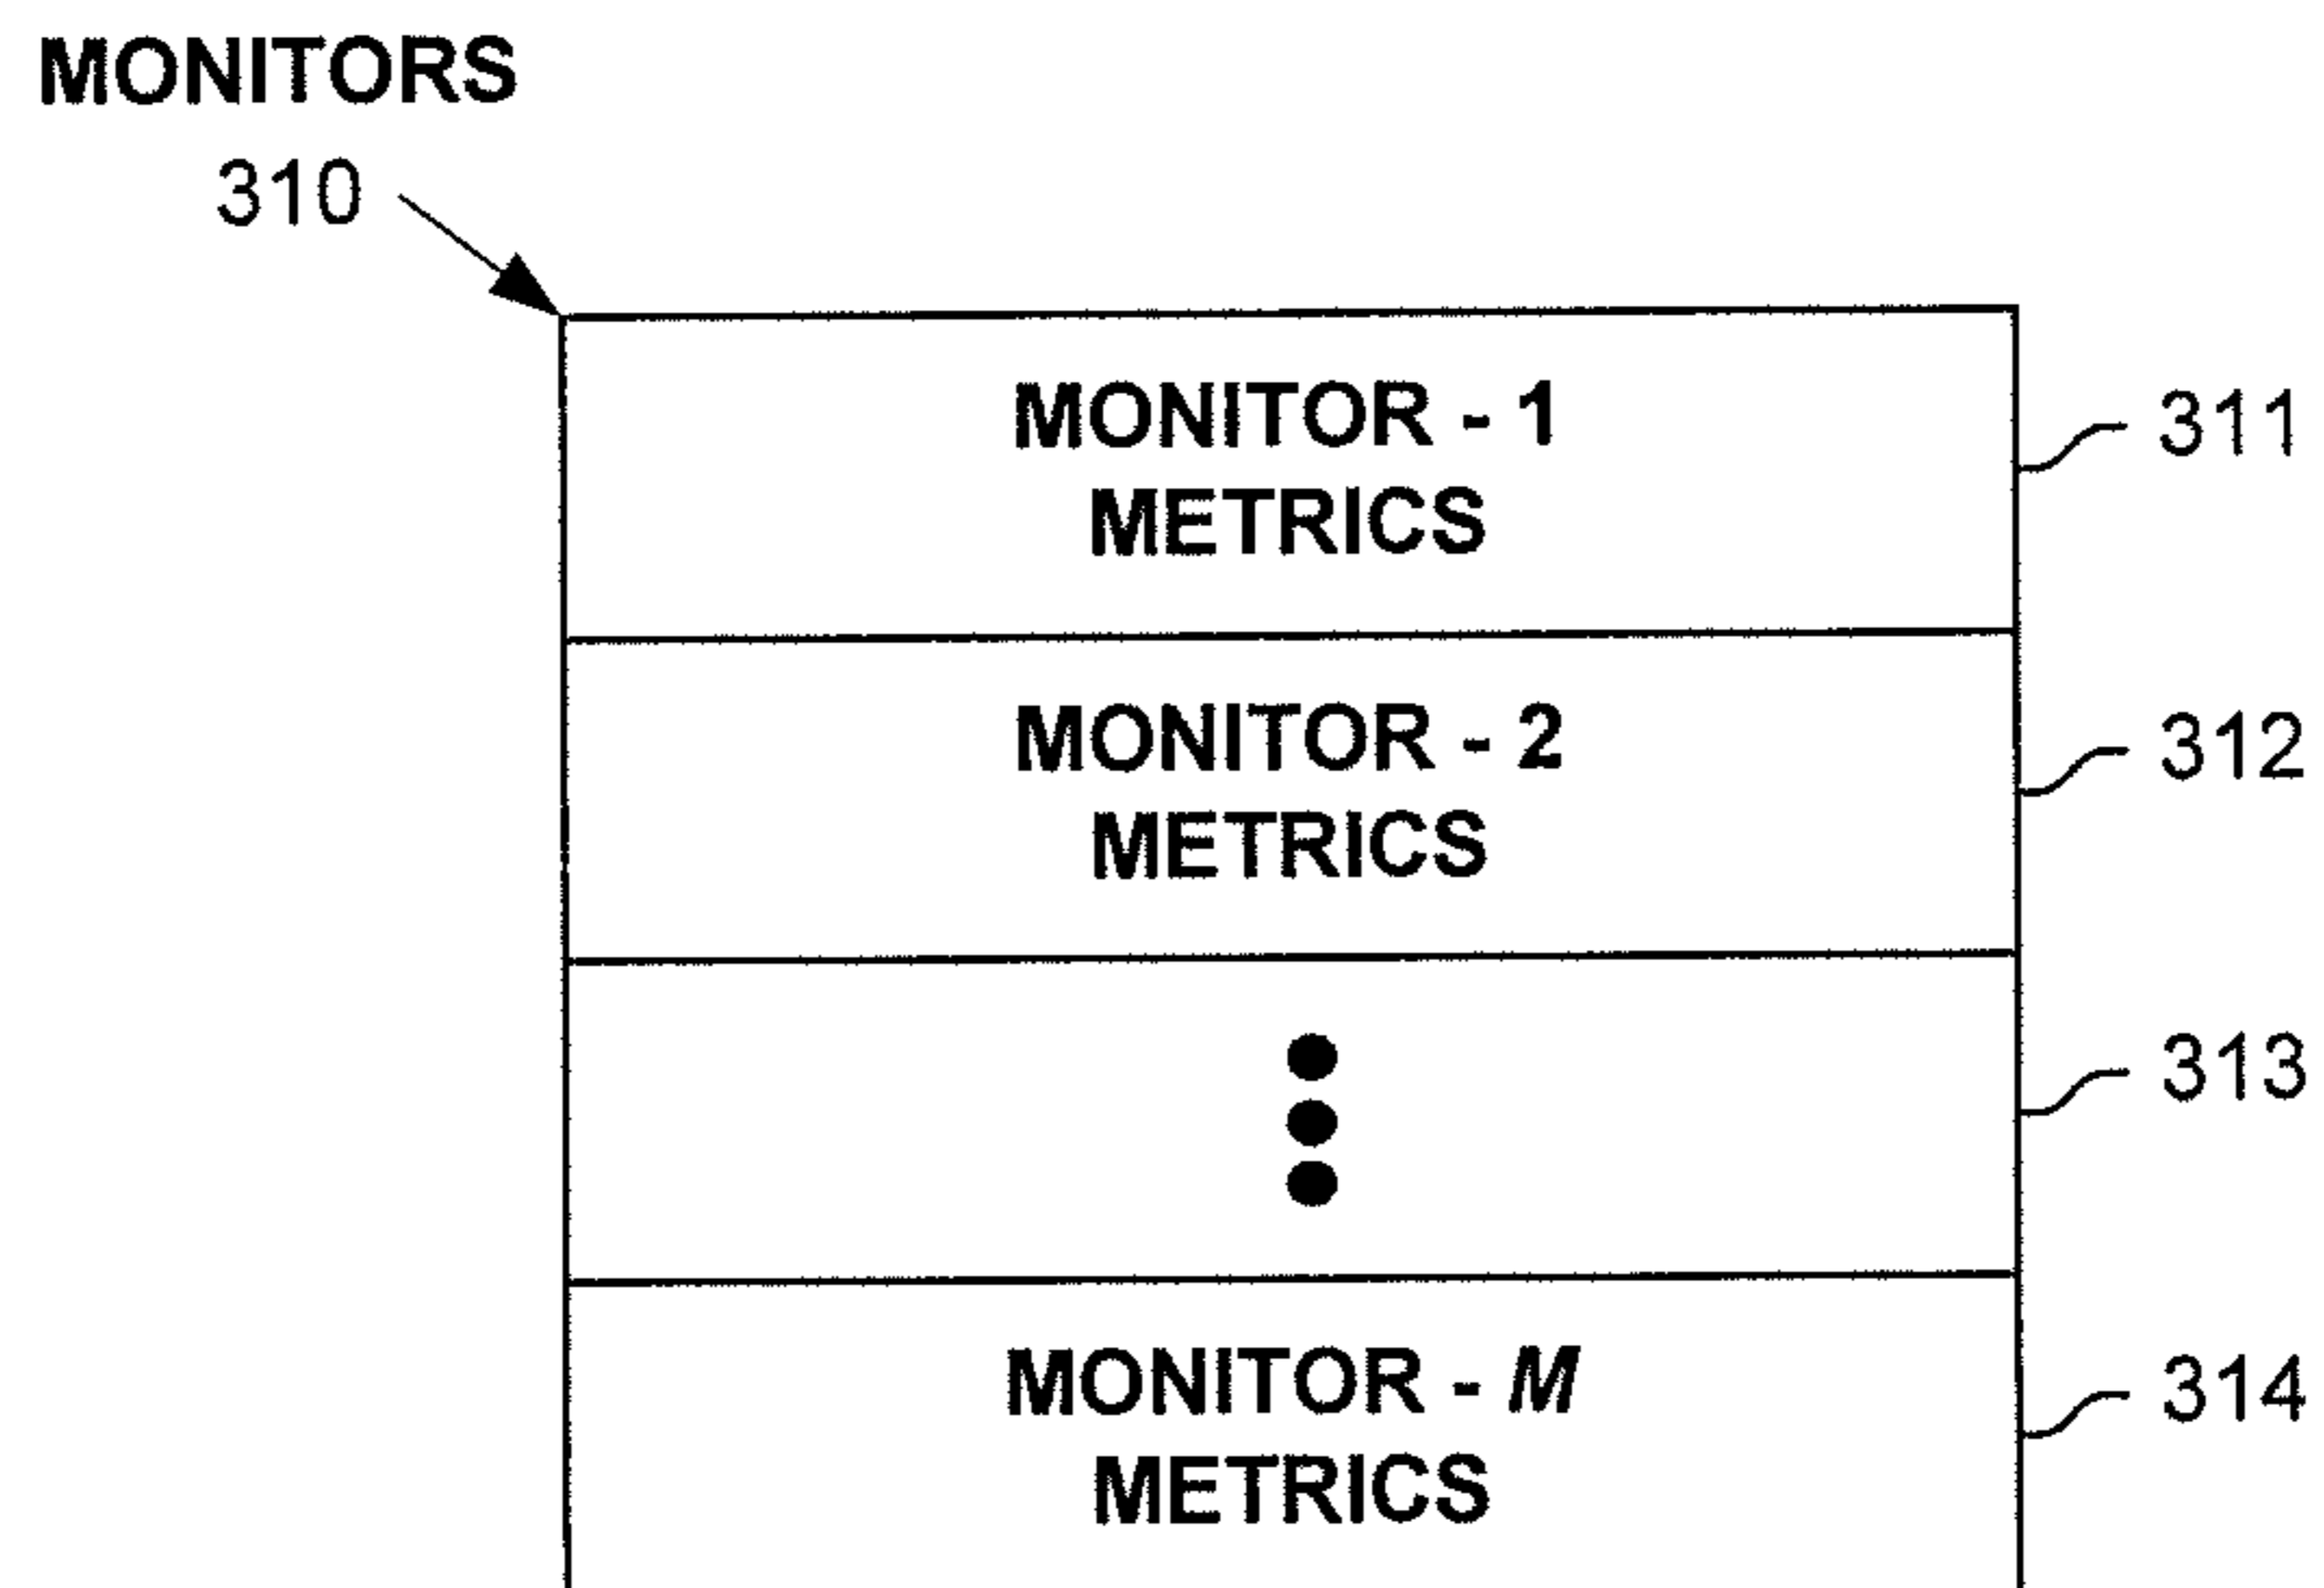 MONITORS
310
MONITOR - 1
METRICS
311
MONITOR - 2
METRICS
312
313
MONITOR - M
METRICS
314